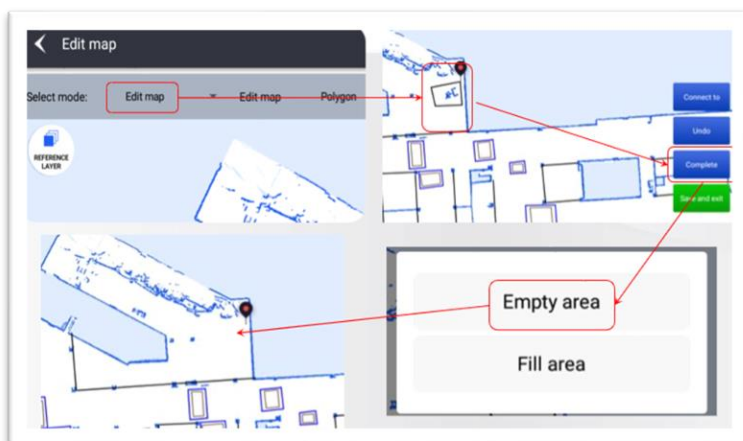 Edit map
Select mode: Edit map Edit map Polygon
REFERENCE
LAYER
Connect to
Undo
Complete
Save and exit
Empty area
Fill area